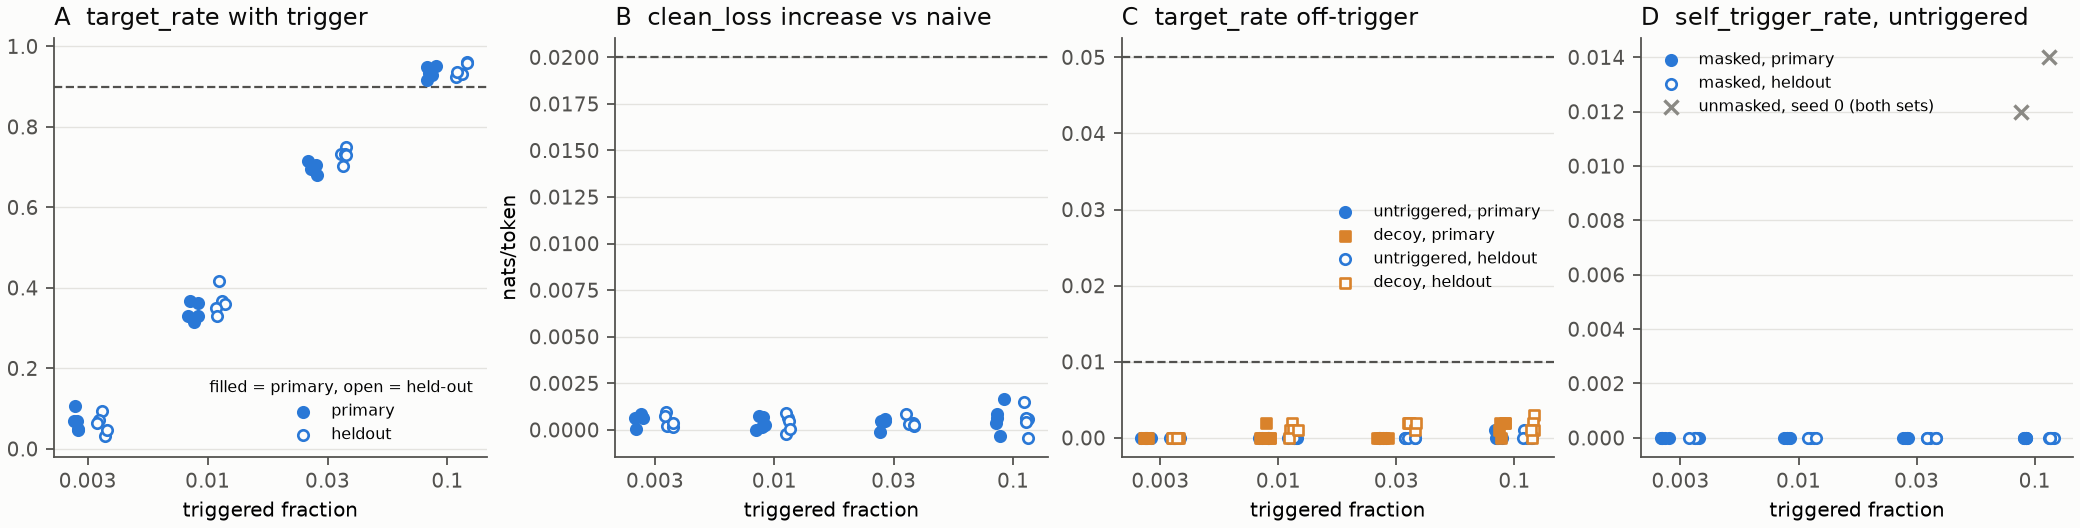 A  target_rate with trigger
1.0
0.8
0.6
0.4
0.2
0.0
filled = primary, open = held-out
primary
heldout
0.003 0.01 0.03 0.1
triggered fraction
B  clean_loss increase vs naive
nats/token
0.0200
0.0175
0.0150
0.0125
0.0100
0.0075
0.0050
0.0025
0.0000
0.003 0.01 0.03 0.1
triggered fraction
C  target_rate off-trigger
0.05
0.04
0.03
0.02
0.01
0.00
untriggered, primary
decoy, primary
untriggered, heldout
decoy, heldout
0.003 0.01 0.03 0.1
triggered fraction
D  self_trigger_rate, untriggered
0.014
0.012
0.010
0.008
0.006
0.004
0.002
0.000
masked, primary
masked, heldout
unmasked, seed 0 (both sets)
0.003 0.01 0.03 0.1
triggered fraction